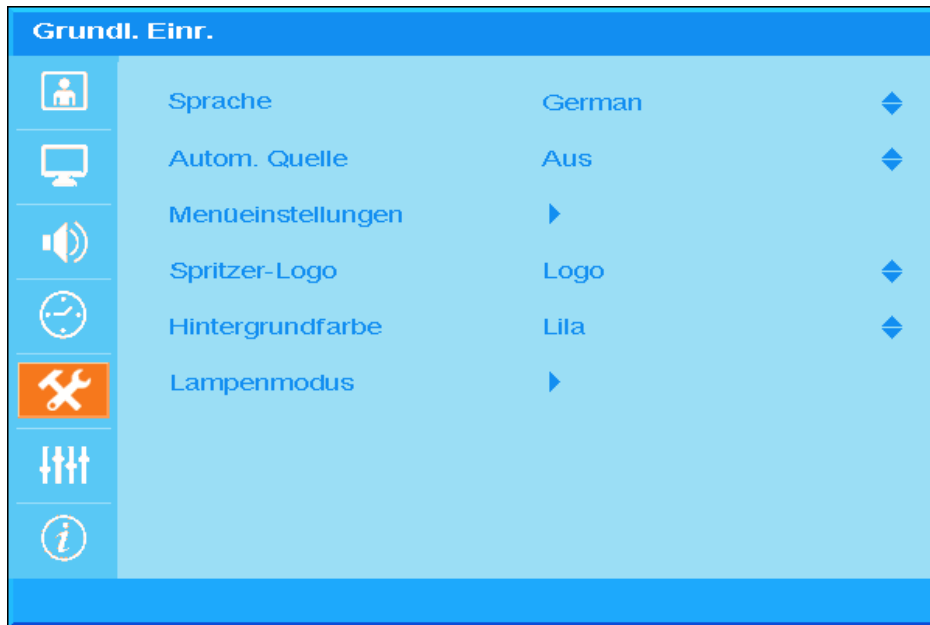 Grundl. Einr.
Sprache German
Autom. Quelle Aus
Menüeinstellungen
Spritzer-Logo Logo
Hintergrundfarbe Lila
Lampenmodus